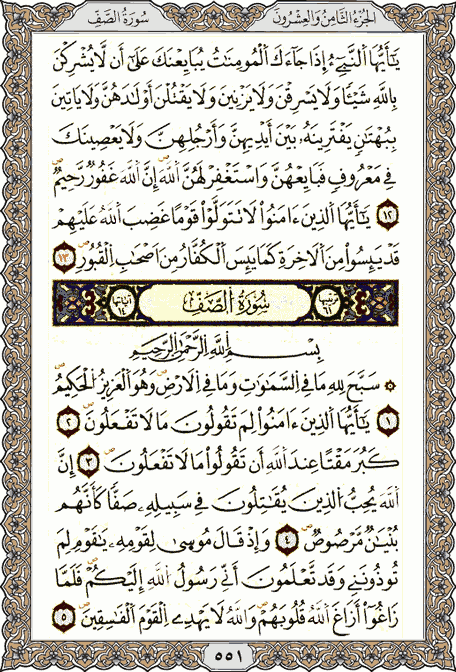 الجزء الثامن والعشرون
سورة الصف
يَٰٓأَيُّهَا ٱلنَّبِيُّ إِذَا جَآءَكَ ٱلْمُؤْمِنَٰتُ يُبَايِعْنَكَ عَلَىٰٓ أَن لَّا يُشْرِكْنَ
بِٱللَّهِ شَيْـًٔا وَلَا يَسْرِقْنَ وَلَا يَزْنِينَ وَلَا يَقْتُلْنَ أَوْلَٰدَهُنَّ وَلَا يَأْتِينَ
بِبُهْتَٰنٍ يَفْتَرِينَهُۥ بَيْنَ أَيْدِيهِنَّ وَأَرْجُلِهِنَّ وَلَا يَعْصِينَكَ
فِى مَعْرُوفٍ فَبَايِعْهُنَّ وَٱسْتَغْفِرْ لَهُنَّ ٱللَّهَ إِنَّ ٱللَّهَ غَفُورٌ رَّحِيمٌ
١٢ يَٰٓأَيُّهَا ٱلَّذِينَ ءَامَنُوا۟ لَا تَتَوَلَّوْا۟ قَوْمًا غَضِبَ ٱللَّهُ عَلَيْهِمْ
قَدْ يَئِسُوا۟ مِنَ ٱلْءَاخِرَةِ كَمَا يَئِسَ ٱلْكُفَّارُ مِنْ أَصْحَٰبِ ٱلْقُبُورِ ١٣
ترتيبها ٦١ سُورَةُ ٱلصَّفِّ آياتها ١٤
بِسْمِ ٱللَّهِ ٱلرَّحْمَٰنِ ٱلرَّحِيمِ
۞ سَبَّحَ لِلَّهِ مَا فِى ٱلسَّمَٰوَٰتِ وَمَا فِى ٱلْأَرْضِ وَهُوَ ٱلْعَزِيزُ ٱلْحَكِيمُ
١ يَٰٓأَيُّهَا ٱلَّذِينَ ءَامَنُوا۟ لِمَ تَقُولُونَ مَا لَا تَفْعَلُونَ ٢
كَبُرَ مَقْتًا عِندَ ٱللَّهِ أَن تَقُولُوا۟ مَا لَا تَفْعَلُونَ ٣ إِنَّ
ٱللَّهَ يُحِبُّ ٱلَّذِينَ يُقَٰتِلُونَ فِى سَبِيلِهِۦ صَفًّا كَأَنَّهُم
بُنْيَٰنٌ مَّرْصُوصٌ ٤ وَإِذْ قَالَ مُوسَىٰ لِقَوْمِهِۦ يَٰقَوْمِ لِمَ
تُؤْذُونَنِى وَقَد تَّعْلَمُونَ أَنِّى رَسُولُ ٱللَّهِ إِلَيْكُمْ فَلَمَّا
زَاغُوٓا۟ أَزَاغَ ٱللَّهُ قُلُوبَهُمْ وَٱللَّهُ لَا يَهْدِى ٱلْقَوْمَ ٱلْفَٰسِقِينَ ٥
٥٥١